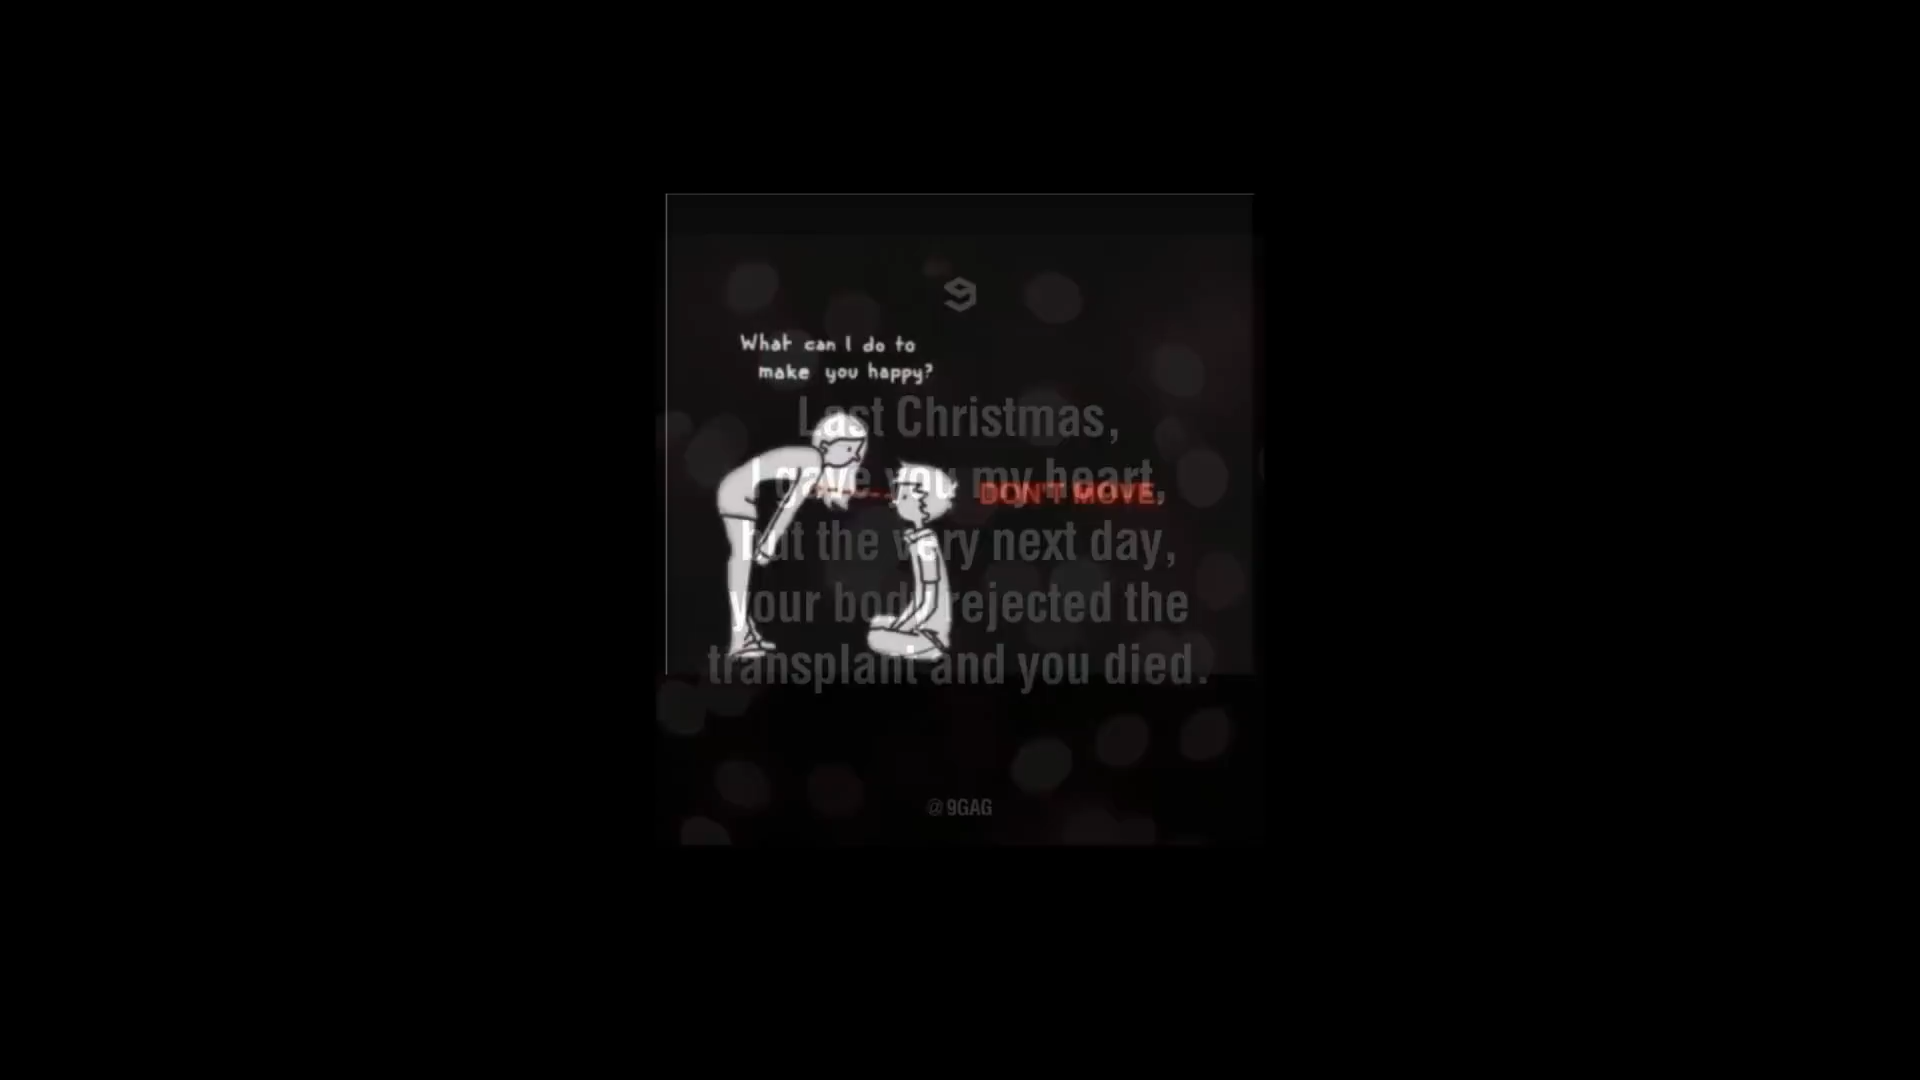 What can I do to
make you happy?
Last Christmas,
I gave you my heart,
DON'T MOVE.
but the very next day,
your body rejected the
transplant and you died.
@9GAG